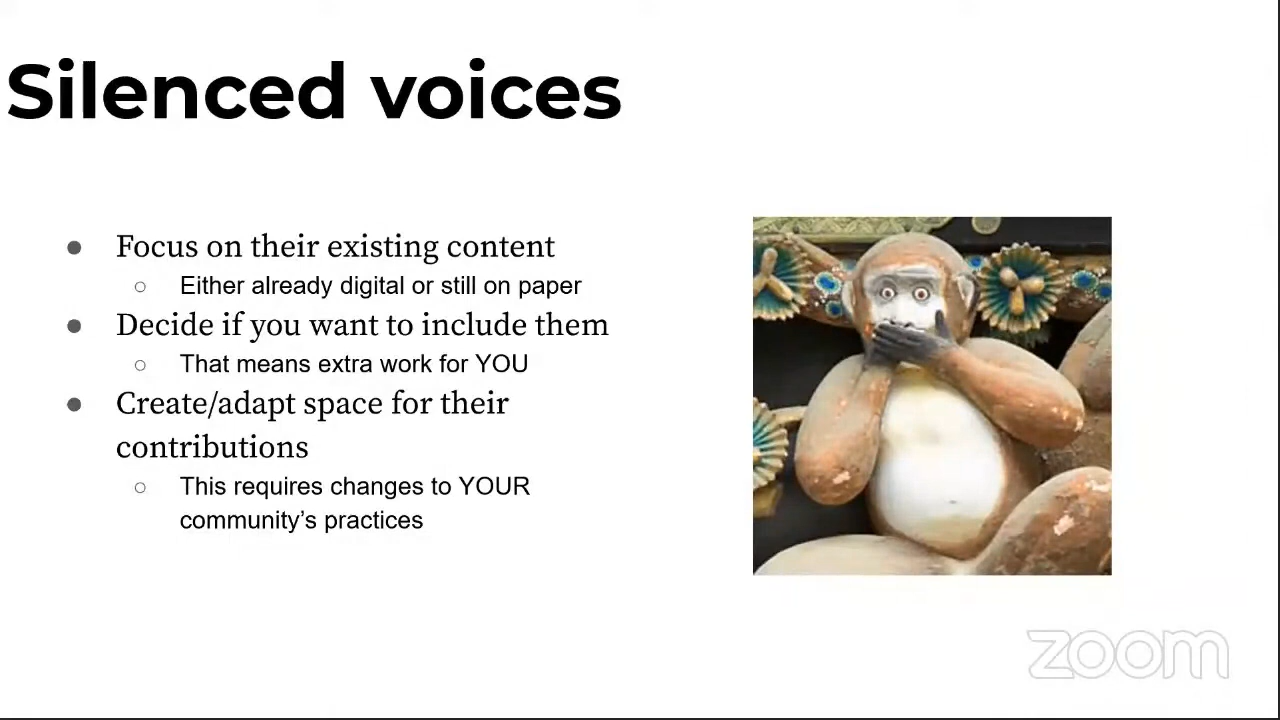 Silenced voices
● Focus on their existing content
○ Either already digital or still on paper
● Decide if you want to include them
○ That means extra work for YOU
● Create/adapt space for their
contributions
○ This requires changes to YOUR
community’s practices
zoom